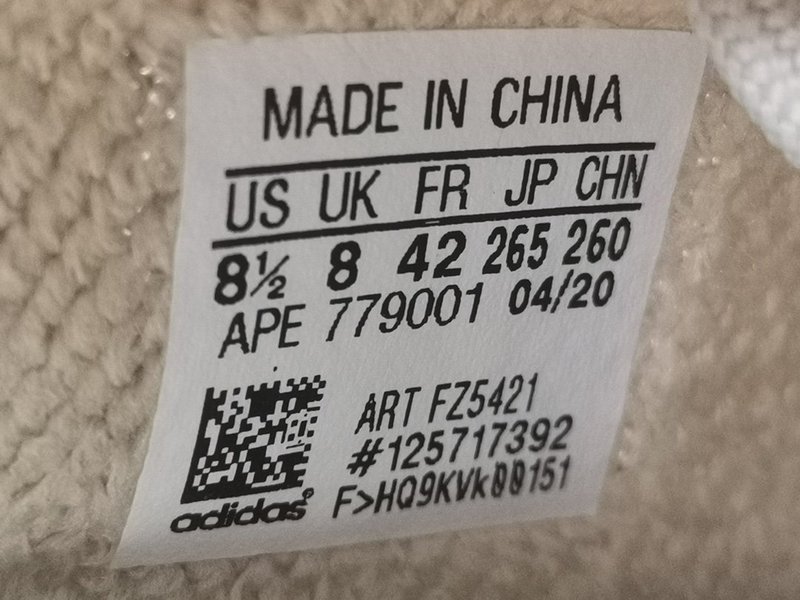 MADE IN CHINA
US UK FR JP CHN
8½ 8 42 265 260
APE 779001 04/20
ART FZ5421
#125717392
F>HQ9KVk00151
adidas®